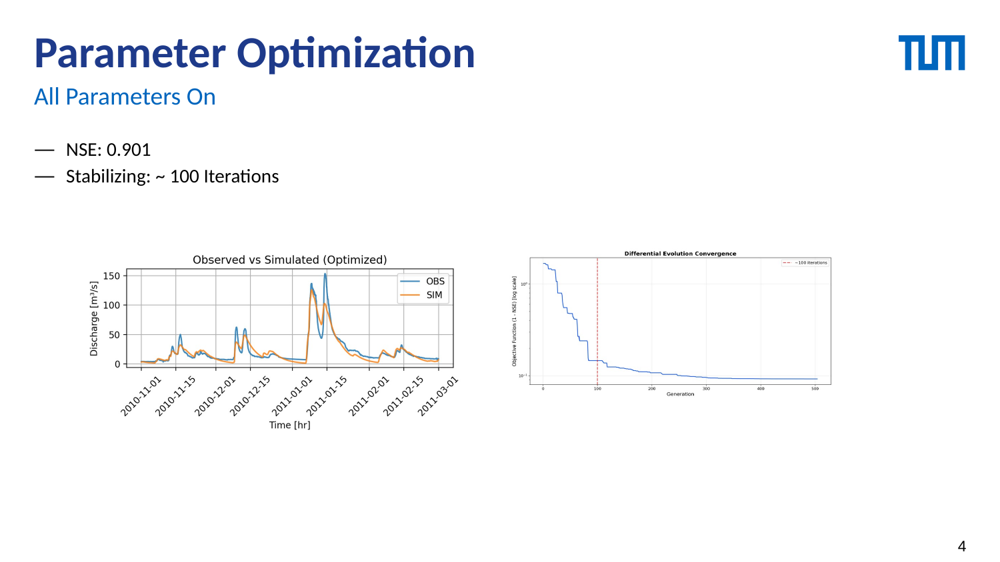 Parameter Optimization
TUM
All Parameters On
— NSE: 0.901
— Stabilizing: ~ 100 Iterations
Observed vs Simulated (Optimized)
Discharge [m³/s]
150
100
50
0
OBS
SIM
2010-11-01
2010-11-15
2010-12-01
2010-12-15
2011-01-01
2011-01-15
2011-02-01
2011-02-15
2011-03-01
Time [hr]
Differential Evolution Convergence
Objective Function (1 - NSE) [log scale]
10⁰
10⁻¹
~100 iterations
0
100
200
300
400
500
Generation
4